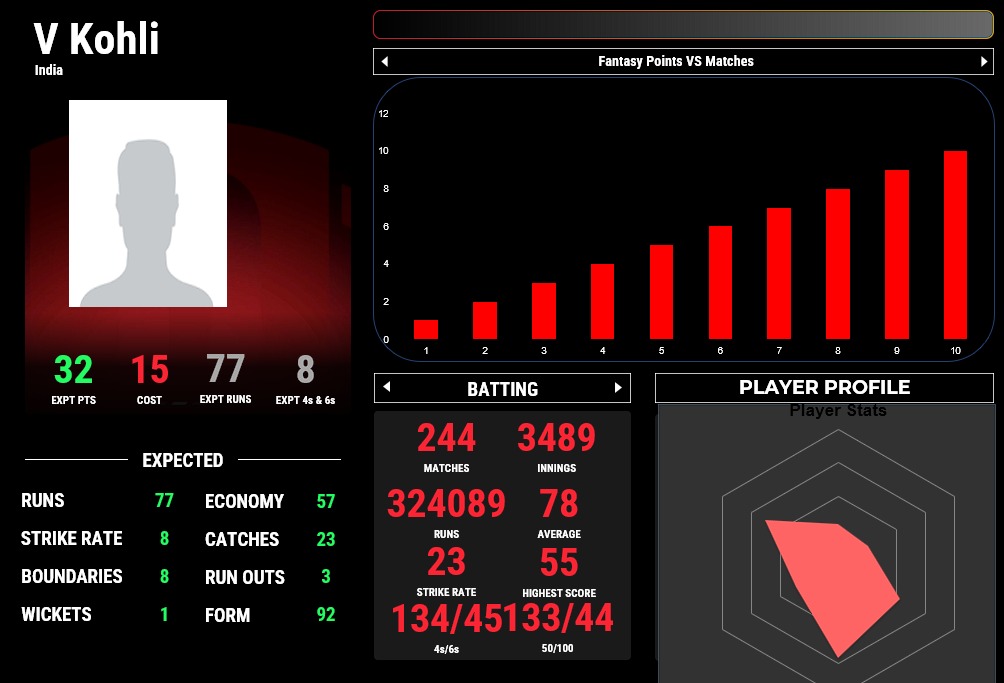 V Kohli
India
32 15 77 8
EXPT PTS COST EXPT RUNS EXPT 4s & 6s
EXPECTED
RUNS 77 ECONOMY 57
STRIKE RATE 8 CATCHES 23
BOUNDARIES 8 RUN OUTS 3
WICKETS 1 FORM 92
Fantasy Points VS Matches
12
10
8
6
4
2
0
1 2 3 4 5 6 7 8 9 10
BATTING
244 3489
MATCHES INNINGS
324089 78
RUNS AVERAGE
23 55
STRIKE RATE HIGHEST SCORE
134/45 133/44
4s/6s 50/100
PLAYER PROFILE
Player Stats